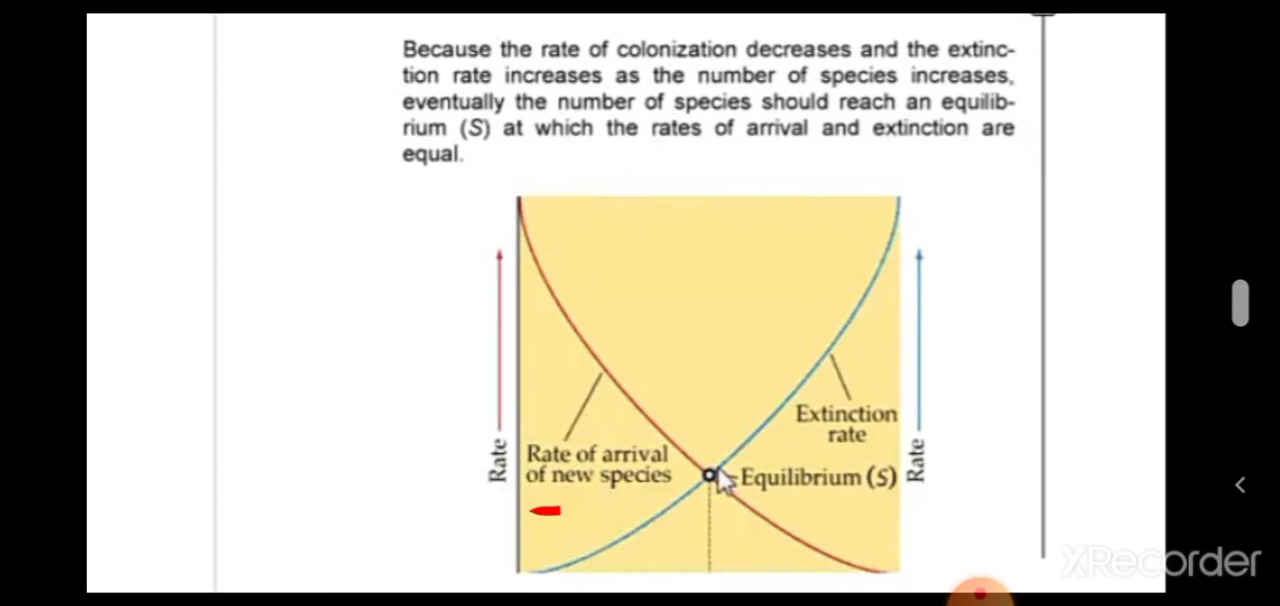 Because the rate of colonization decreases and the extinc-
tion rate increases as the number of species increases,
eventually the number of species should reach an equilib-
rium (S) at which the rates of arrival and extinction are
equal.
Extinction
rate
Rate of arrival
of new species
Equilibrium (S)
Rate
Rate
XRecorder